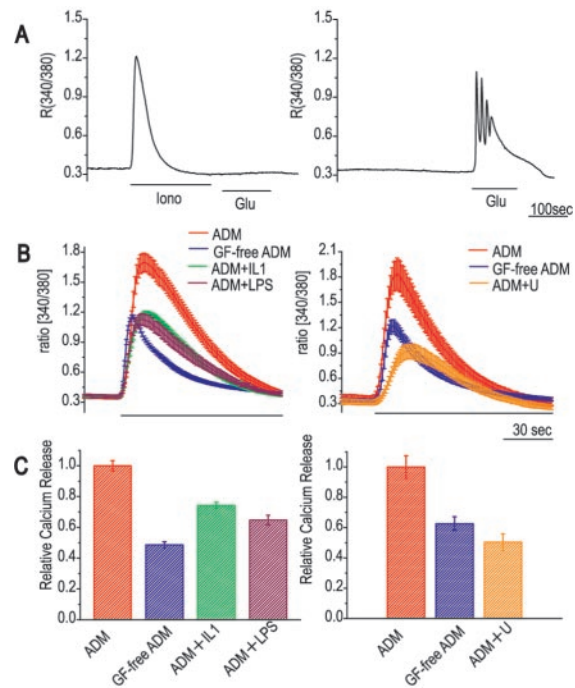 A
R(340/380)
1.5
1.2
0.9
0.6
0.3
Iono
Glu
R(340/380)
1.5
1.2
0.9
0.6
0.3
Glu
100sec
B
ratio [340/380]
1.8
1.5
1.2
0.9
0.6
0.3
ADM
GF-free ADM
ADM+IL1
ADM+LPS
ratio [340/380]
2.1
1.8
1.5
1.2
0.9
0.6
0.3
ADM
GF-free ADM
ADM+U
30 sec
C
Relative Calcium Release
1.0
0.8
0.6
0.4
0.2
0.0
ADM
GF-free ADM
ADM+IL1
ADM+LPS
Relative Calcium Release
1.0
0.8
0.6
0.4
0.2
0.0
ADM
GF-free ADM
ADM+U